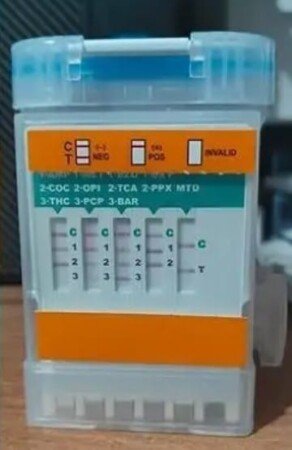 C (-) (+)
T NEG POS INVALID
2-COC 2-OPI 2-TCA 2-PPX MTD
3-THC 3-PCP 3-BAR
C C C C
1 1 1 1 C
2 2 2 2 T
3 3 3